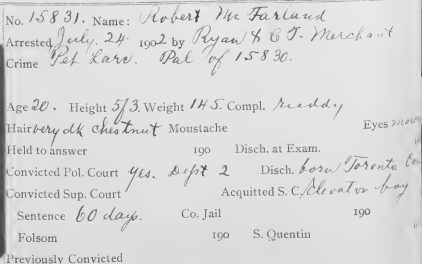 No. 15831. Name: Robert Mc Farland
Arrested July. 24 1902 by Ryan & C. T. Merchant
Crime Pet Larc. Pal of 15830.
Age 20. Height 5/3. Weight 145. Compl. ruddy
Hair very dk chestnut Moustache Eyes
Held to answer 190 Disch. at Exam.
Convicted Pol. Court yes. Dept 2 Disch. born Toronto Can
Convicted Sup. Court Acquitted S. C. Elevator boy
Sentence 60 days. Co. Jail 190
Folsom 190 S. Quentin
Previously Convicted